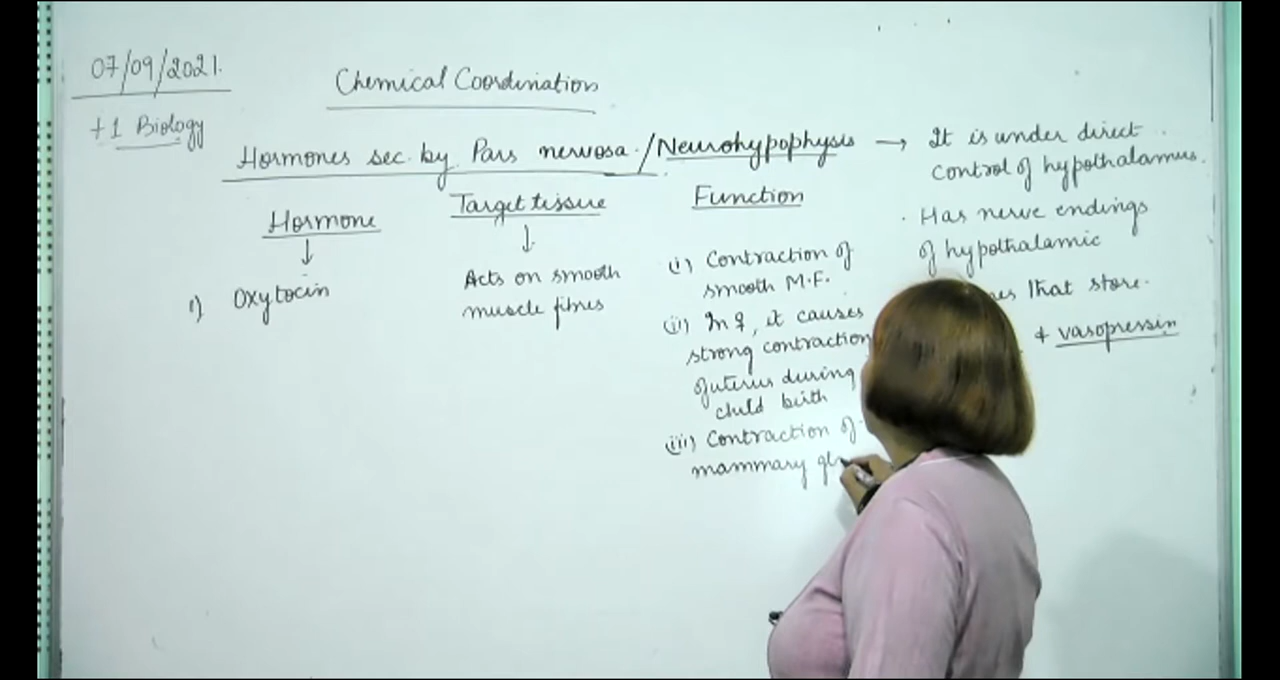 07/09/2021.
+1 Biology
Chemical Coordination
Hormones sec. by Pars nervosa. / Neurohypophysis → It is under direct
control of hypothalamus.
Hormone
↓
1) Oxytocin
Target tissue
↓
Acts on smooth
muscle fibres
Function
(i) Contraction of
smooth M.F.
(ii) In ♀, it causes
strong contraction
of uterus during
child birth
(iii) Contraction of
mammary gl
. Has nerve endings
of hypothalamic
that store.
+ vasopressin